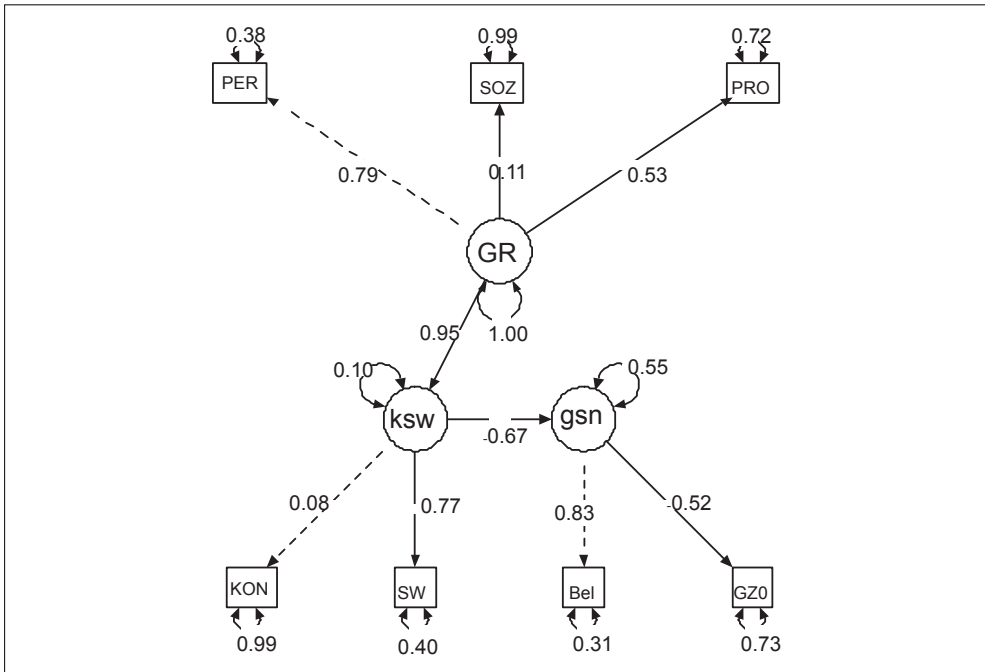 0.38 0.99 0.72
PER SOZ PRO
0.79 0.11 0.53
GR
0.95 1.00
0.10 0.55
ksw gsn
-0.67
0.08 0.77 0.83 -0.52
KON SW Bel GZ0
0.99 0.40 0.31 0.73